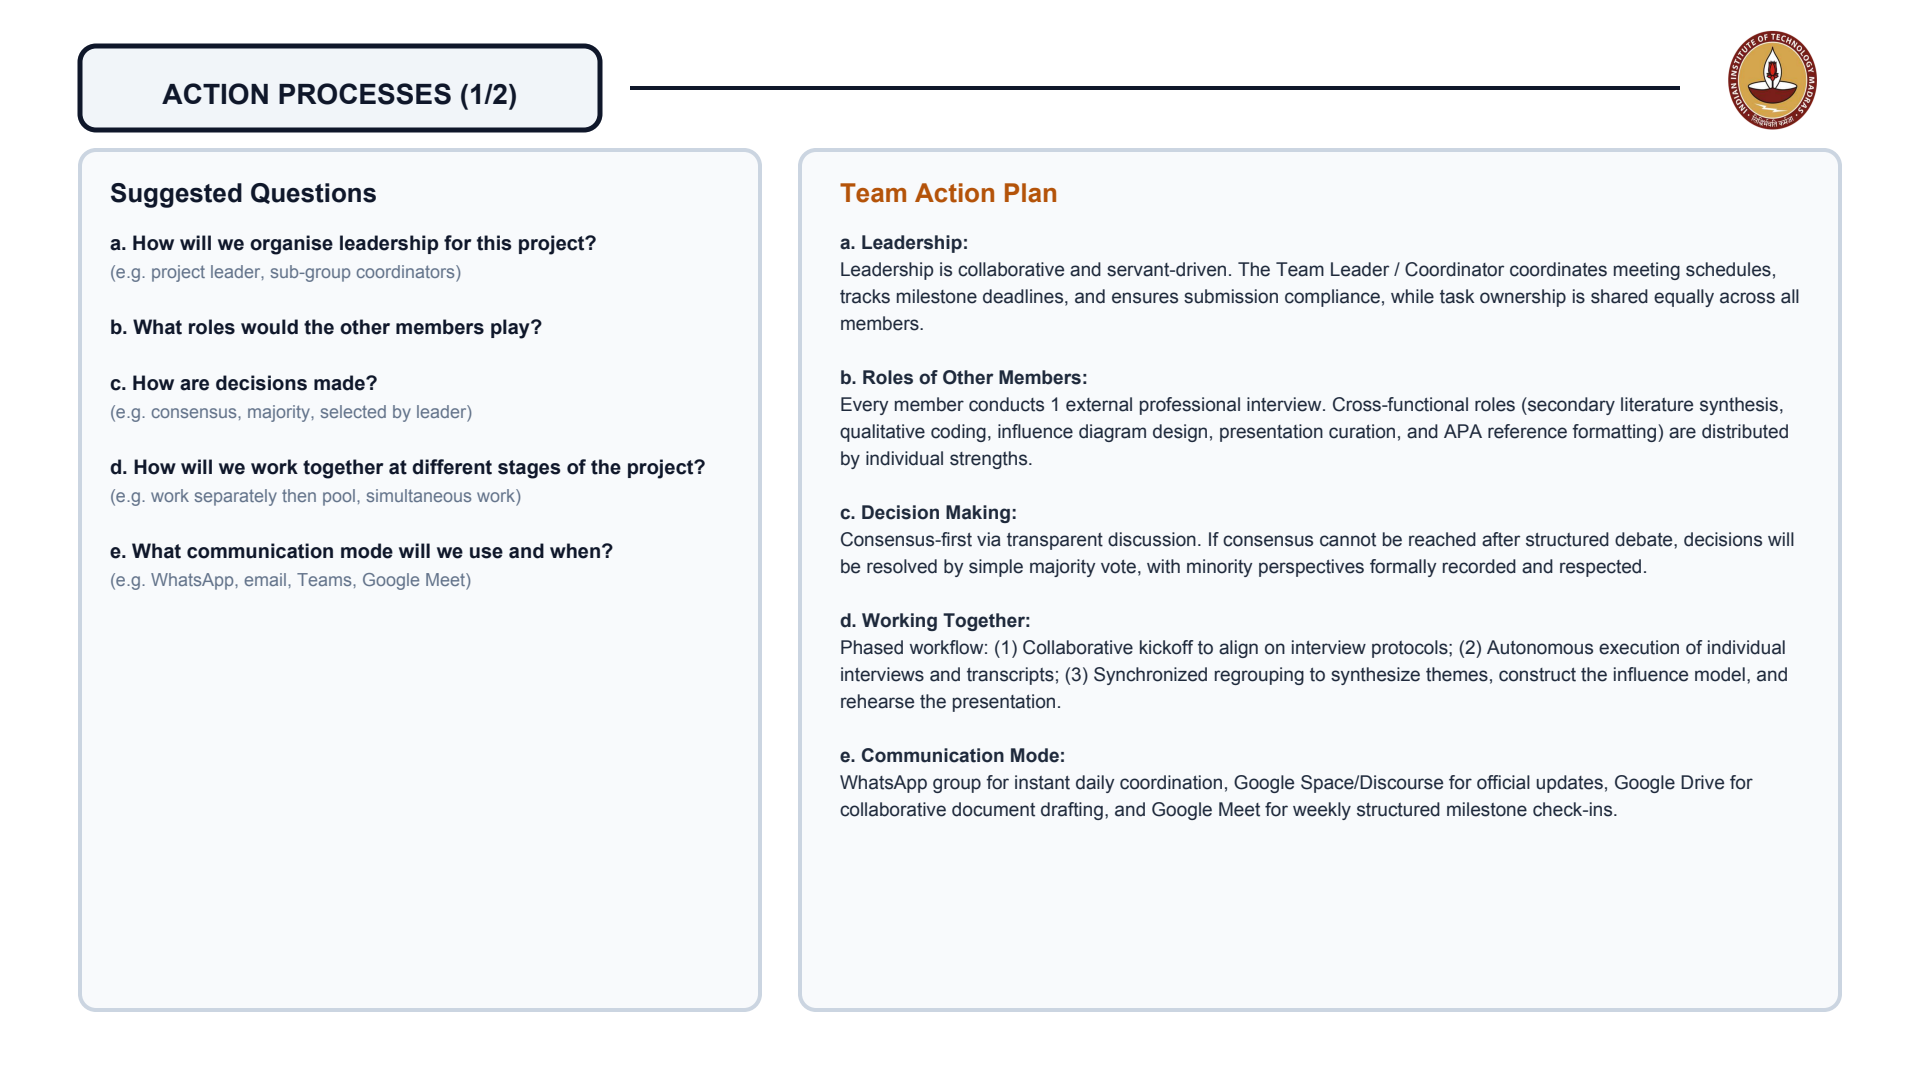 ACTION PROCESSES (1/2)
INDIAN INSTITUTE OF TECHNOLOGY MADRAS
सिद्धिर्भवति कर्मजा
Suggested Questions
a. How will we organise leadership for this project?
(e.g. project leader, sub-group coordinators)
b. What roles would the other members play?
c. How are decisions made?
(e.g. consensus, majority, selected by leader)
d. How will we work together at different stages of the project?
(e.g. work separately then pool, simultaneous work)
e. What communication mode will we use and when?
(e.g. WhatsApp, email, Teams, Google Meet)
Team Action Plan
a. Leadership:
Leadership is collaborative and servant-driven. The Team Leader / Coordinator coordinates meeting schedules,
tracks milestone deadlines, and ensures submission compliance, while task ownership is shared equally across all
members.
b. Roles of Other Members:
Every member conducts 1 external professional interview. Cross-functional roles (secondary literature synthesis,
qualitative coding, influence diagram design, presentation curation, and APA reference formatting) are distributed
by individual strengths.
c. Decision Making:
Consensus-first via transparent discussion. If consensus cannot be reached after structured debate, decisions will
be resolved by simple majority vote, with minority perspectives formally recorded and respected.
d. Working Together:
Phased workflow: (1) Collaborative kickoff to align on interview protocols; (2) Autonomous execution of individual
interviews and transcripts; (3) Synchronized regrouping to synthesize themes, construct the influence model, and
rehearse the presentation.
e. Communication Mode:
WhatsApp group for instant daily coordination, Google Space/Discourse for official updates, Google Drive for
collaborative document drafting, and Google Meet for weekly structured milestone check-ins.